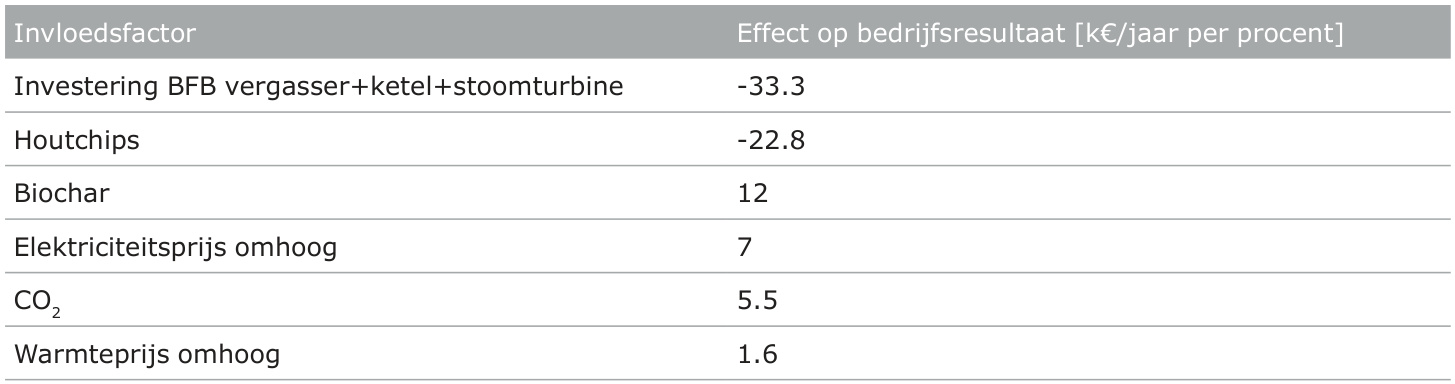 Invloedsfactor Effect op bedrijfsresultaat [k€/jaar per procent]
Investering BFB vergasser+ketel+stoomturbine -33.3
Houtchips -22.8
Biochar 12
Elektriciteitsprijs omhoog 7
CO₂ 5.5
Warmteprijs omhoog 1.6